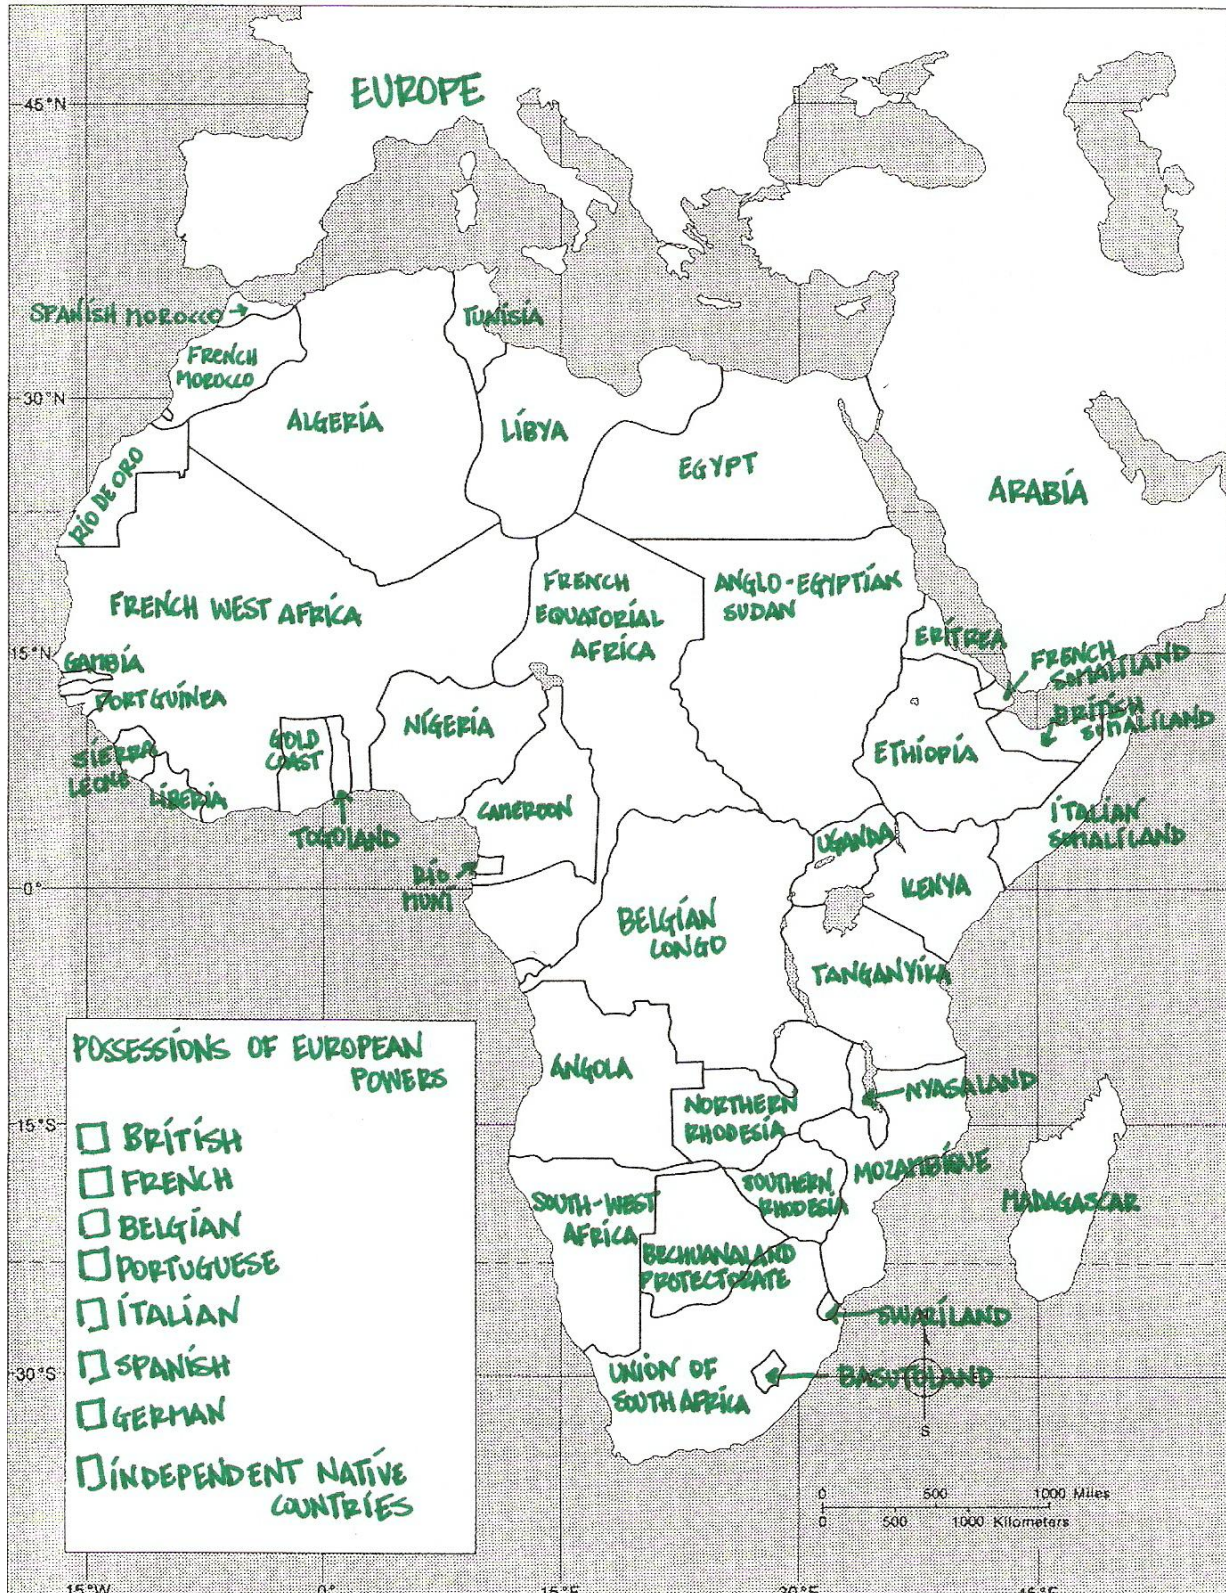 EUROPE
45°N
SPANISH MOROCCO
TUNISIA
FRENCH
MOROCCO
30°N
ALGERIA
LIBYA
EGYPT
ARABIA
RIO DE ORO
FRENCH WEST AFRICA
FRENCH
EQUATORIAL
AFRICA
ANGLO-EGYPTIAN
SUDAN
ERITREA
15°N
FRENCH
SOMALILAND
GAMBIA
PORT GUINEA
BRITISH
SOMALILAND
NIGERIA
GOLD
COAST
ETHIOPIA
SIERRA
LEONE
LIBERIA
CAMEROON
TOGOLAND
ITALIAN
SOMALILAND
UGANDA
RIO
MUNI
KENYA
0°
BELGIAN
CONGO
TANGANYIKA
POSSESSIONS OF EUROPEAN
POWERS
ANGOLA
NYASALAND
NORTHERN
RHODESIA
15°S
BRITISH
FRENCH
BELGIAN
PORTUGUESE
ITALIAN
SPANISH
GERMAN
INDEPENDENT NATIVE
COUNTRIES
MOZAMBIQUE
SOUTH-WEST
AFRICA
SOUTHERN
RHODESIA
MADAGASCAR
BECHUANALAND
PROTECTORATE
SWAZILAND
30°S
UNION OF
SOUTH AFRICA
BASUTOLAND
S
0 500 1000 Miles
0 500 1000 Kilometers
15°W 0° 15°E 30°E 45°E